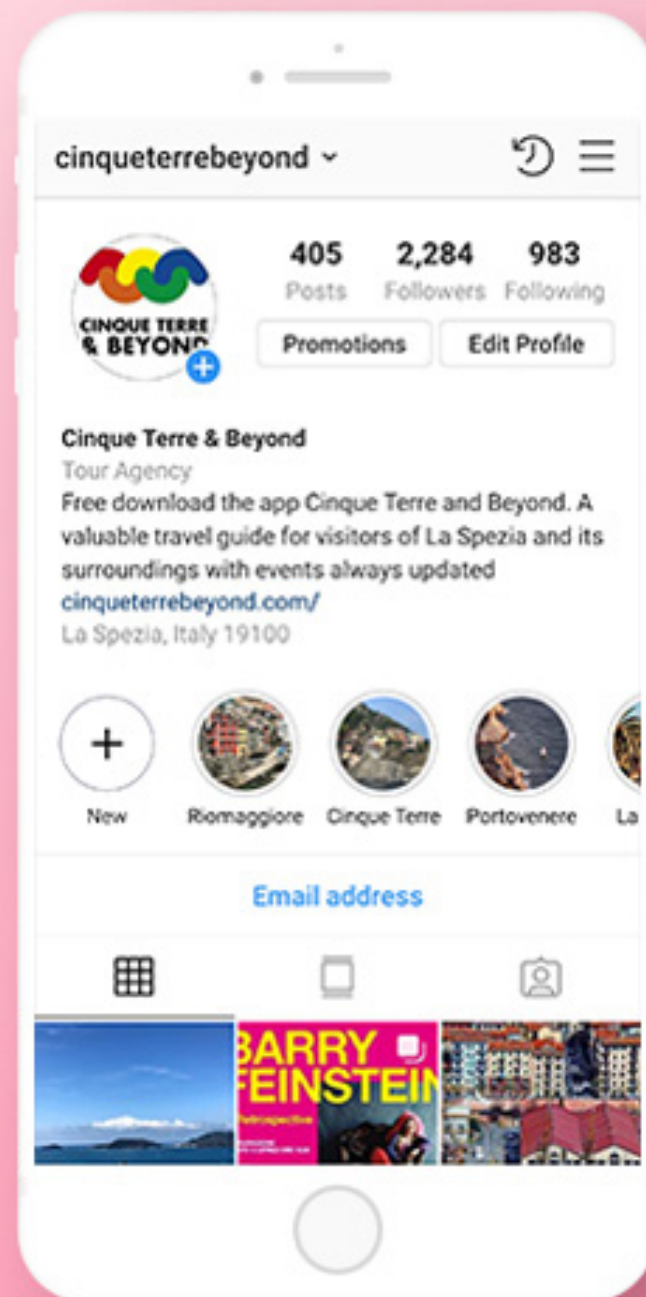 cinqueterrebeyond
405 2,284 983
Posts Followers Following
CINQUE TERRE
& BEYOND
Promotions Edit Profile
Cinque Terre & Beyond
Tour Agency
Free download the app Cinque Terre and Beyond. A
valuable travel guide for visitors of La Spezia and its
surroundings with events always updated
cinqueterrebeyond.com/
La Spezia, Italy 19100
New Riomaggiore Cinque Terre Portovenere La
Email address
BARRY
FEINSTEIN
Retrospective